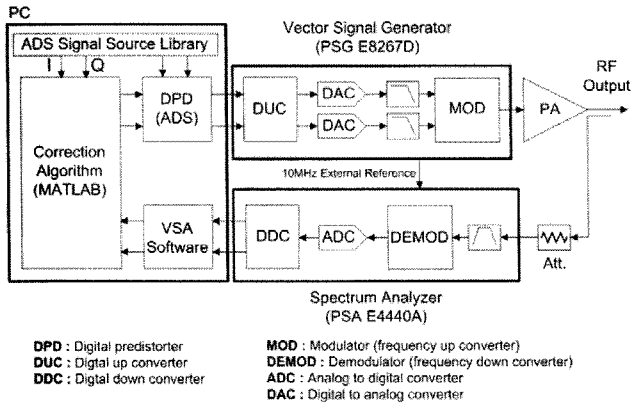 PC
ADS Signal Source Library
I Q
Correction
Algorithm
(MATLAB)
DPD
(ADS)
VSA
Software
Vector Signal Generator
(PSG E8267D)
DUC
DAC
DAC
MOD
PA
RF
Output
10MHz External Reference
DDC
ADC
DEMOD
Att.
Spectrum Analyzer
(PSA E4440A)
DPD : Digital predistorter
DUC : Digtal up converter
DDC : Digtal down converter
MOD : Modulator (frequency up converter)
DEMOD : Demodulator (frequency down converter)
ADC : Analog to digital converter
DAC : Digital to analog converter